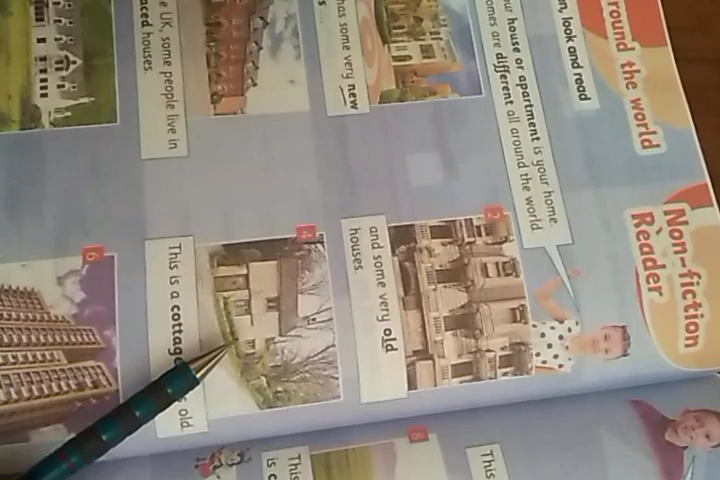 round the world
Non-fiction
Reader
look and read
our house or apartment is your home.
omes are different all around the world.
has some very new
2
and some very old
houses.
e UK, some people live in
aced houses.
4
This is a cottage
s old.
6
8
This
is c
This